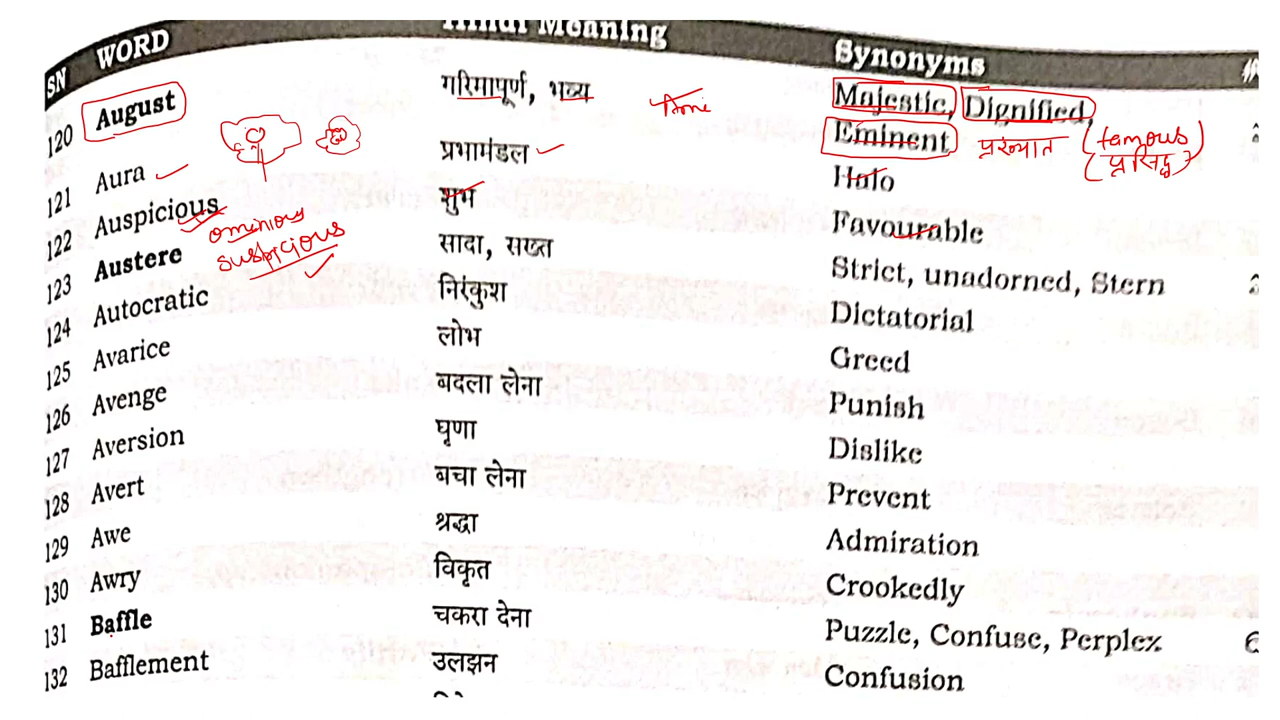 SN WORD Hindi Meaning Synonyms
120 August गरिमापूर्ण, भव्य Majestic, Dignified,
Eminent प्रख्यात (famous)
(प्रसिद्ध)
121 Aura प्रभामंडल Halo
122 Auspicious शुभ Favourable
ominious
suspicious
123 Austere सादा, सख्त Strict, unadorned, Stern
124 Autocratic निरंकुश Dictatorial
125 Avarice लोभ Greed
126 Avenge बदला लेना Punish
127 Aversion घृणा Dislike
128 Avert बचा लेना Prevent
129 Awe श्रद्धा Admiration
130 Awry विकृत Crookedly
131 Baffle चकरा देना Puzzle, Confuse, Perplex 6
132 Bafflement उलझन Confusion